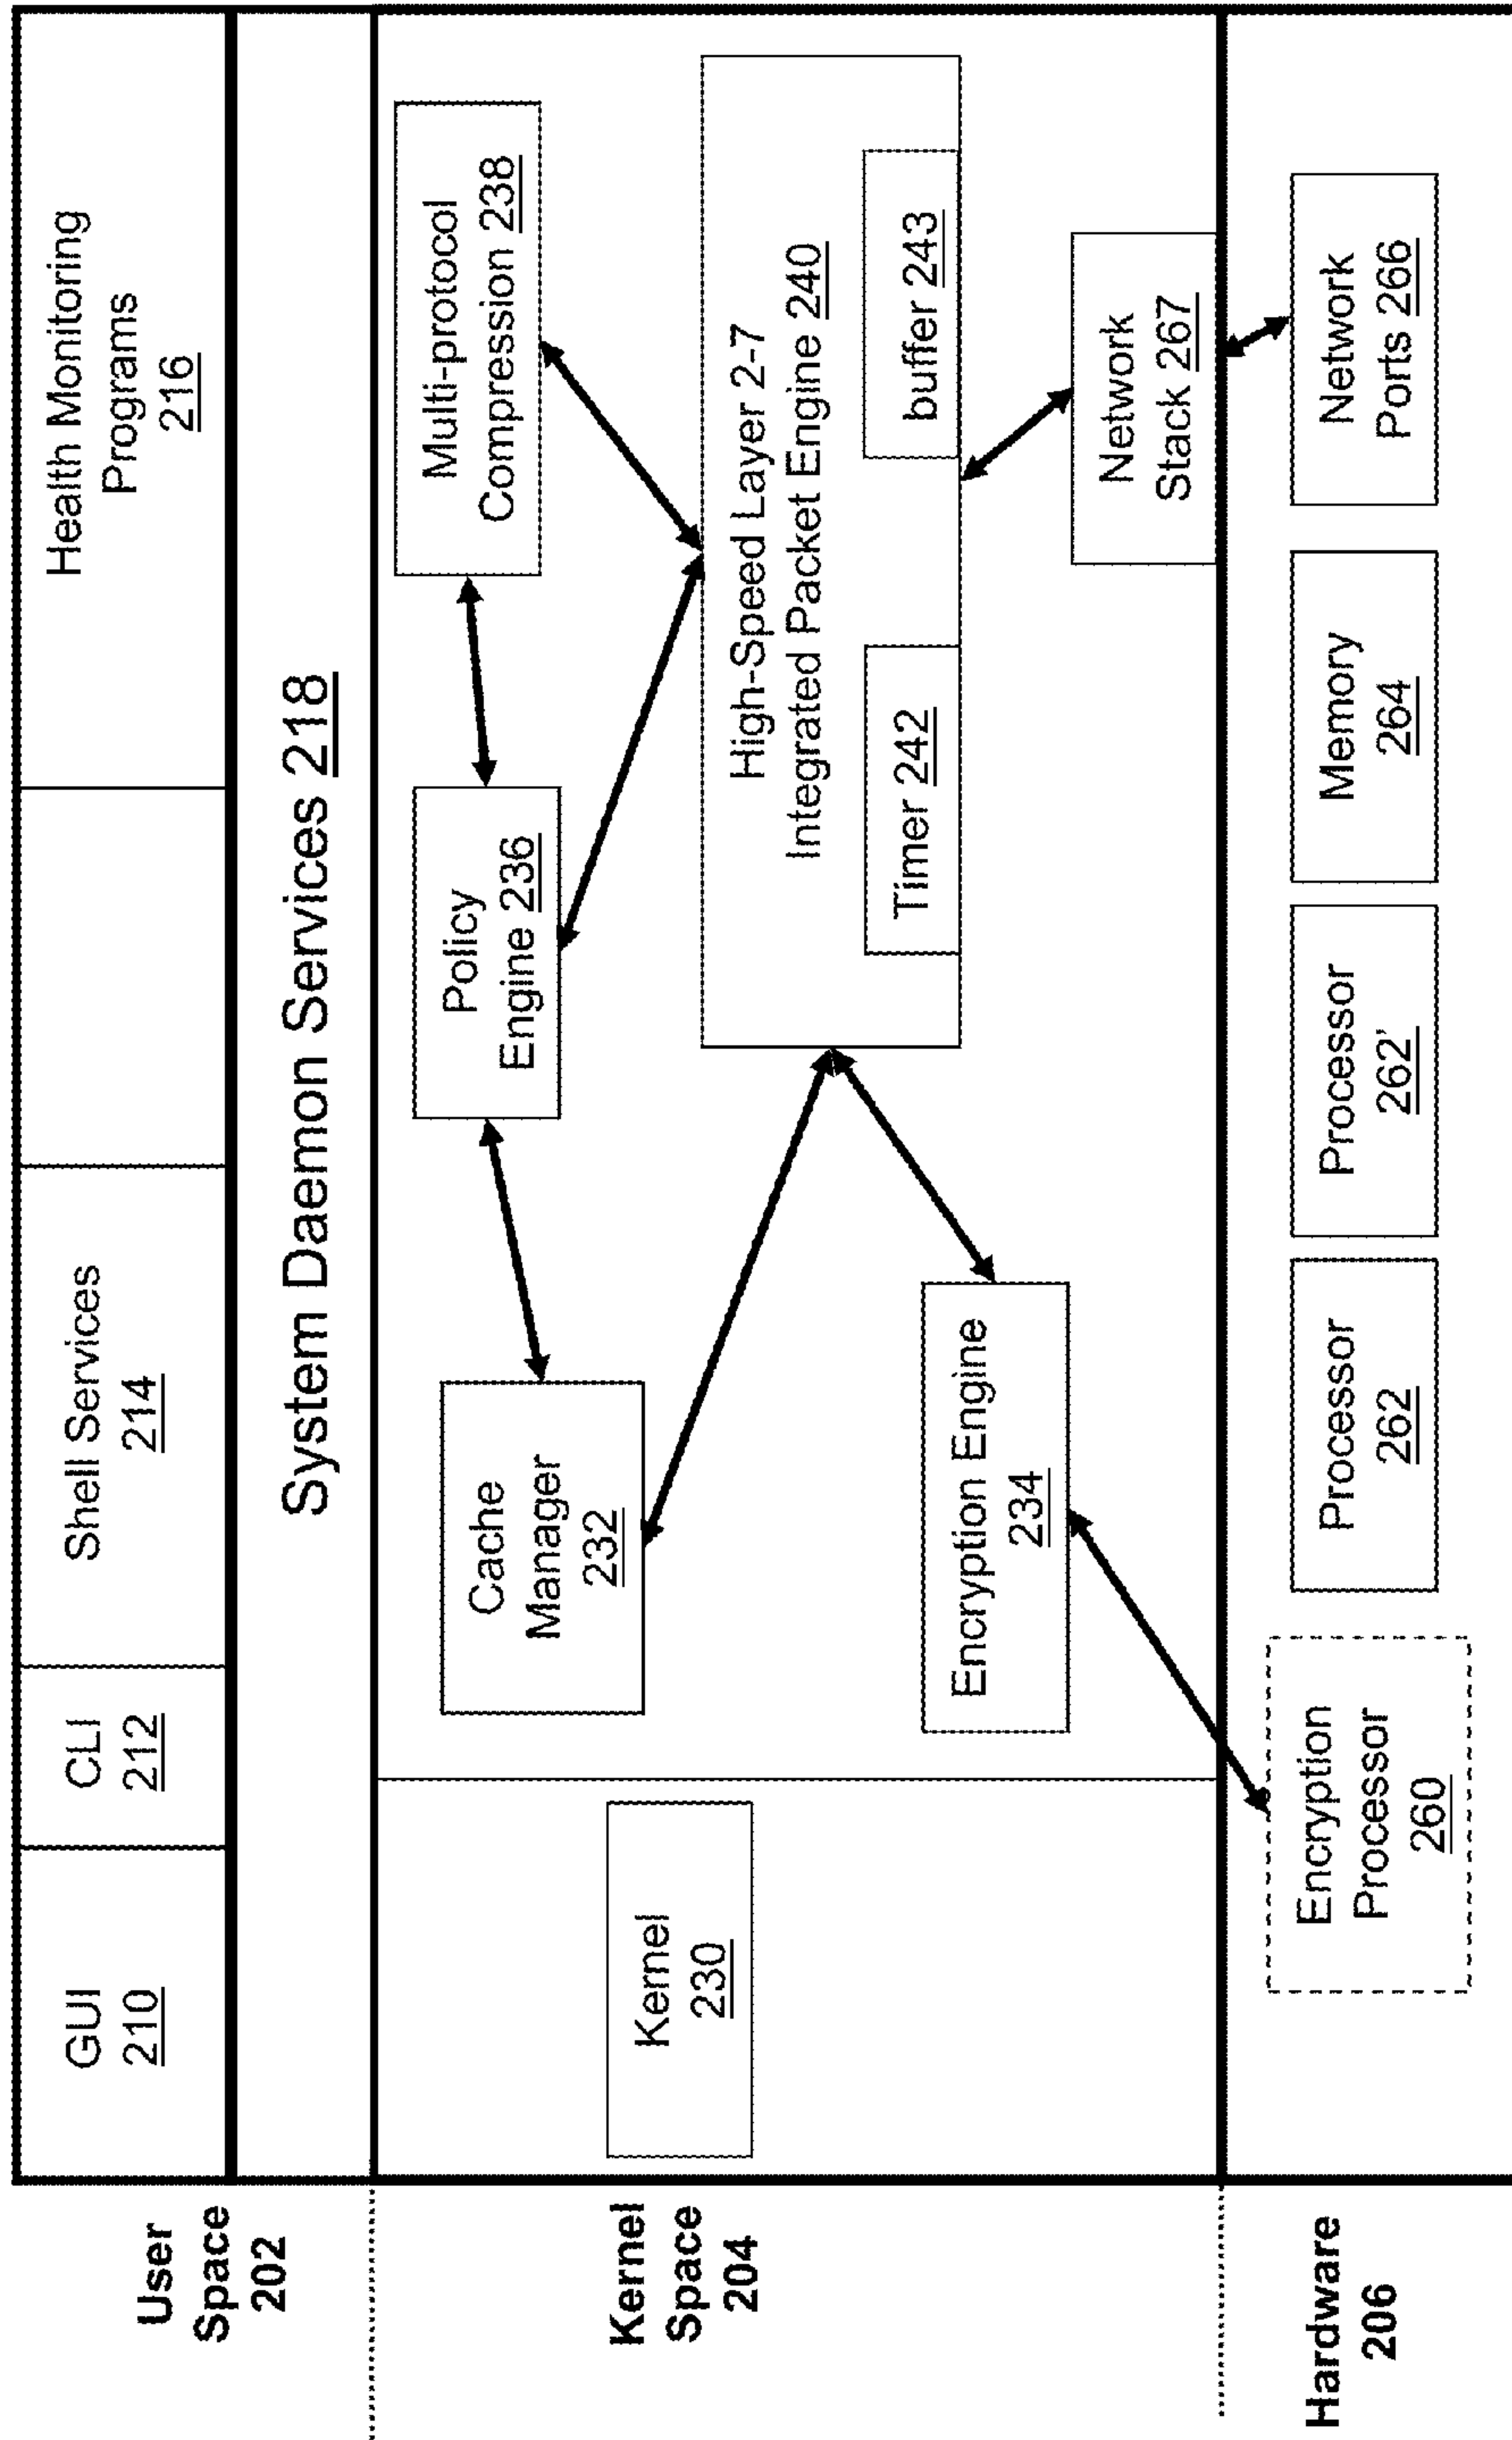 User
Space
202
GUI
210
CLI
212
Shell Services
214
Health Monitoring
Programs
216
System Daemon Services 218
Kernel
Space
204
Kernel
230
Cache
Manager
232
Policy
Engine 236
Multi-protocol
Compression 238
High-Speed Layer 2-7
Integrated Packet Engine 240
Timer 242
buffer 243
Encryption Engine
234
Network
Stack 267
Hardware
206
Encryption
Processor
260
Processor
262
Processor
262'
Memory
264
Network
Ports 266